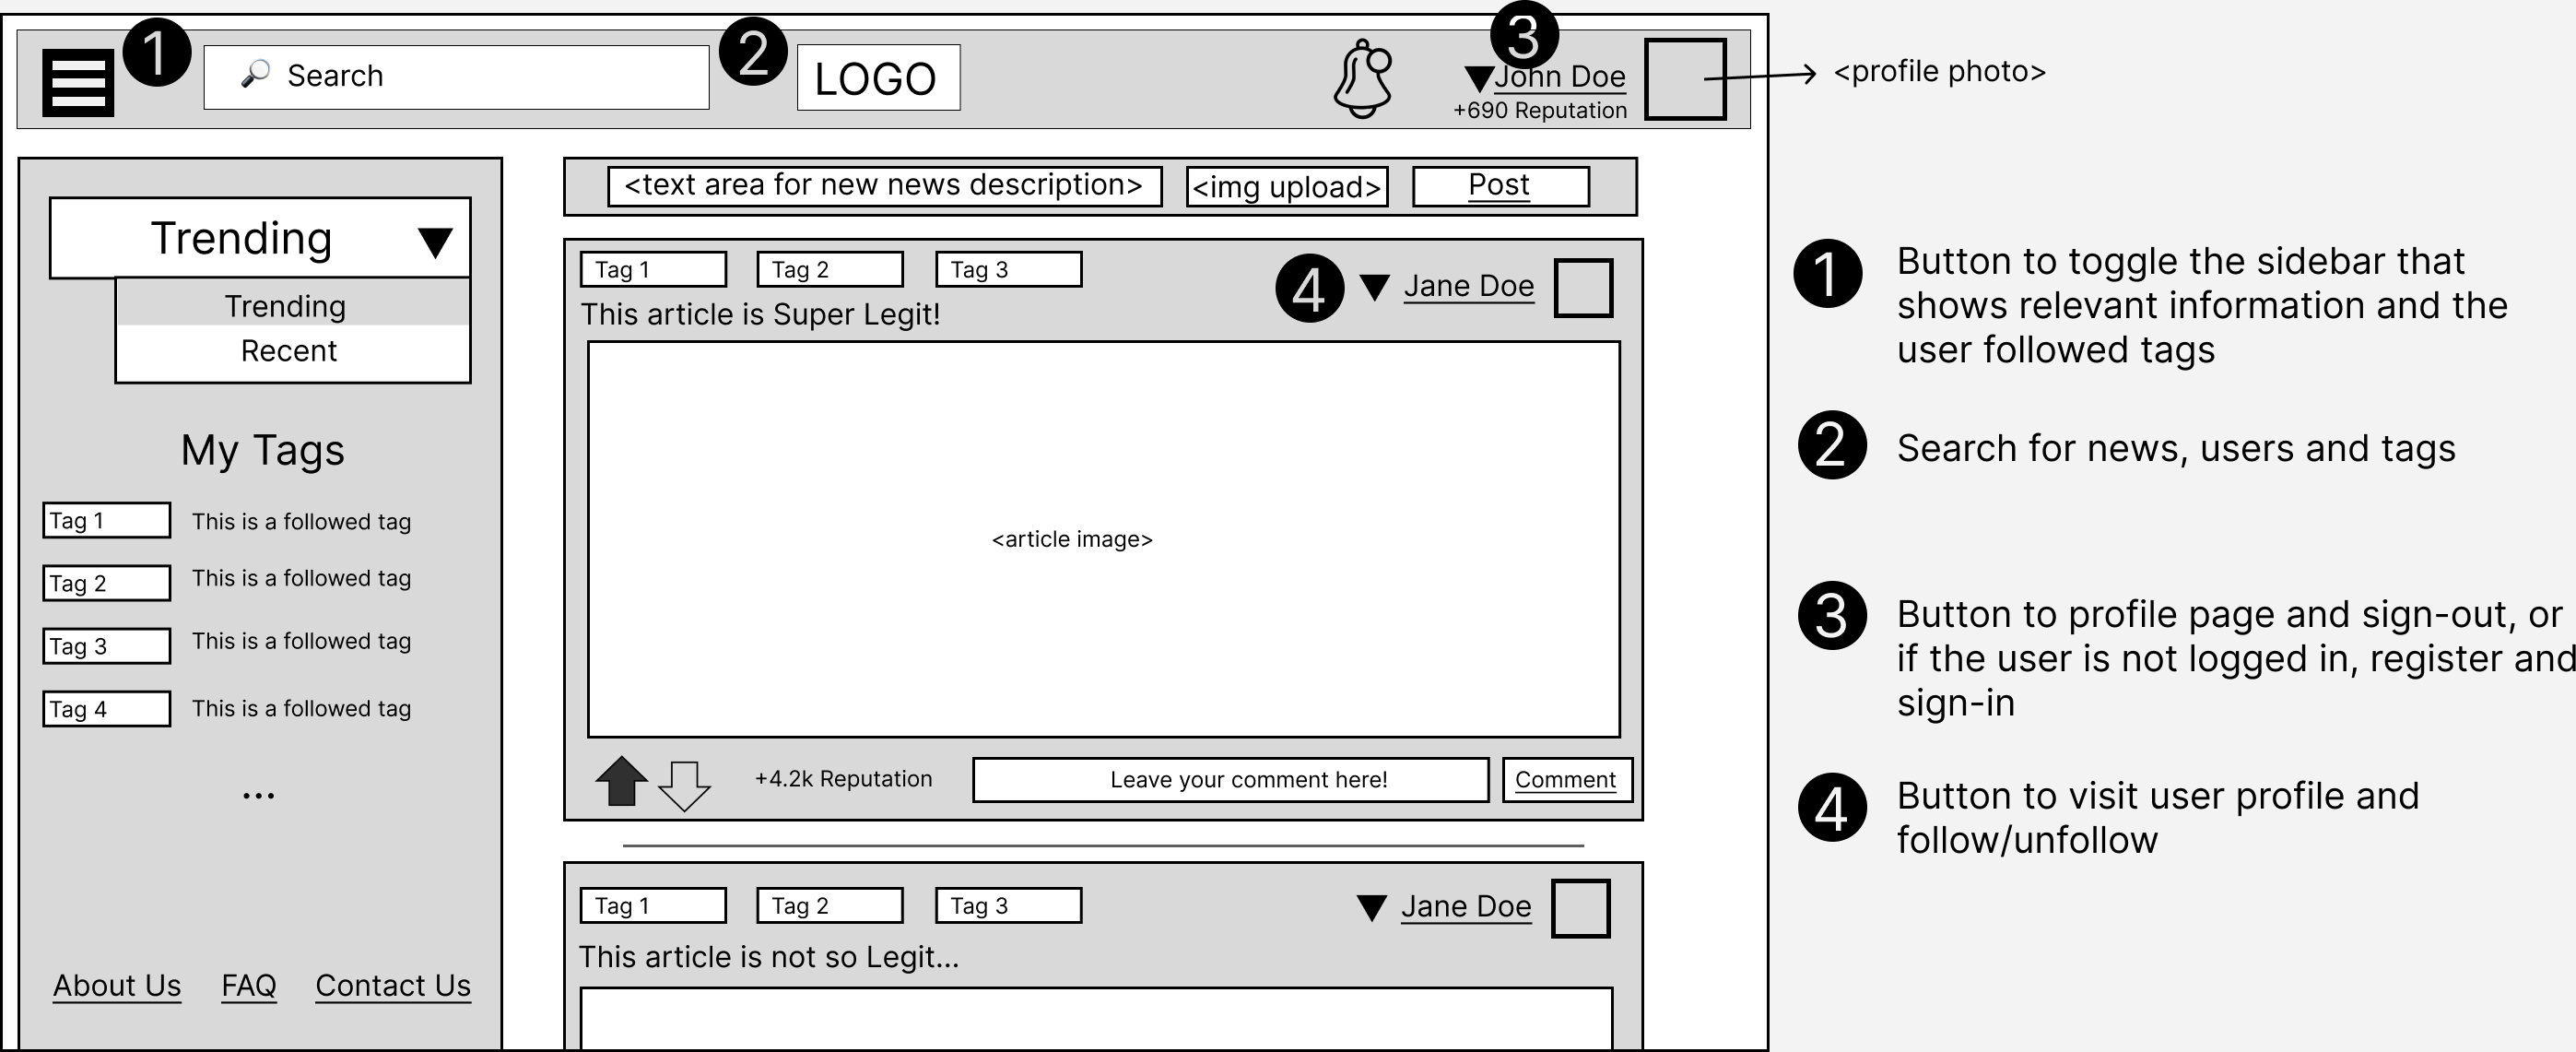 1
Search
2
LOGO
3
John Doe
+690 Reputation
<profile photo>
Trending
Trending
Recent
My Tags
Tag 1 This is a followed tag
Tag 2 This is a followed tag
Tag 3 This is a followed tag
Tag 4 This is a followed tag
...
About Us FAQ Contact Us
<text area for new news description> <img upload> Post
Tag 1 Tag 2 Tag 3
4 Jane Doe
This article is Super Legit!
<article image>
+4.2k Reputation Leave your comment here! Comment
Tag 1 Tag 2 Tag 3
Jane Doe
This article is not so Legit...
1 Button to toggle the sidebar that
shows relevant information and the
user followed tags
2 Search for news, users and tags
3 Button to profile page and sign-out, or
if the user is not logged in, register and
sign-in
4 Button to visit user profile and
follow/unfollow